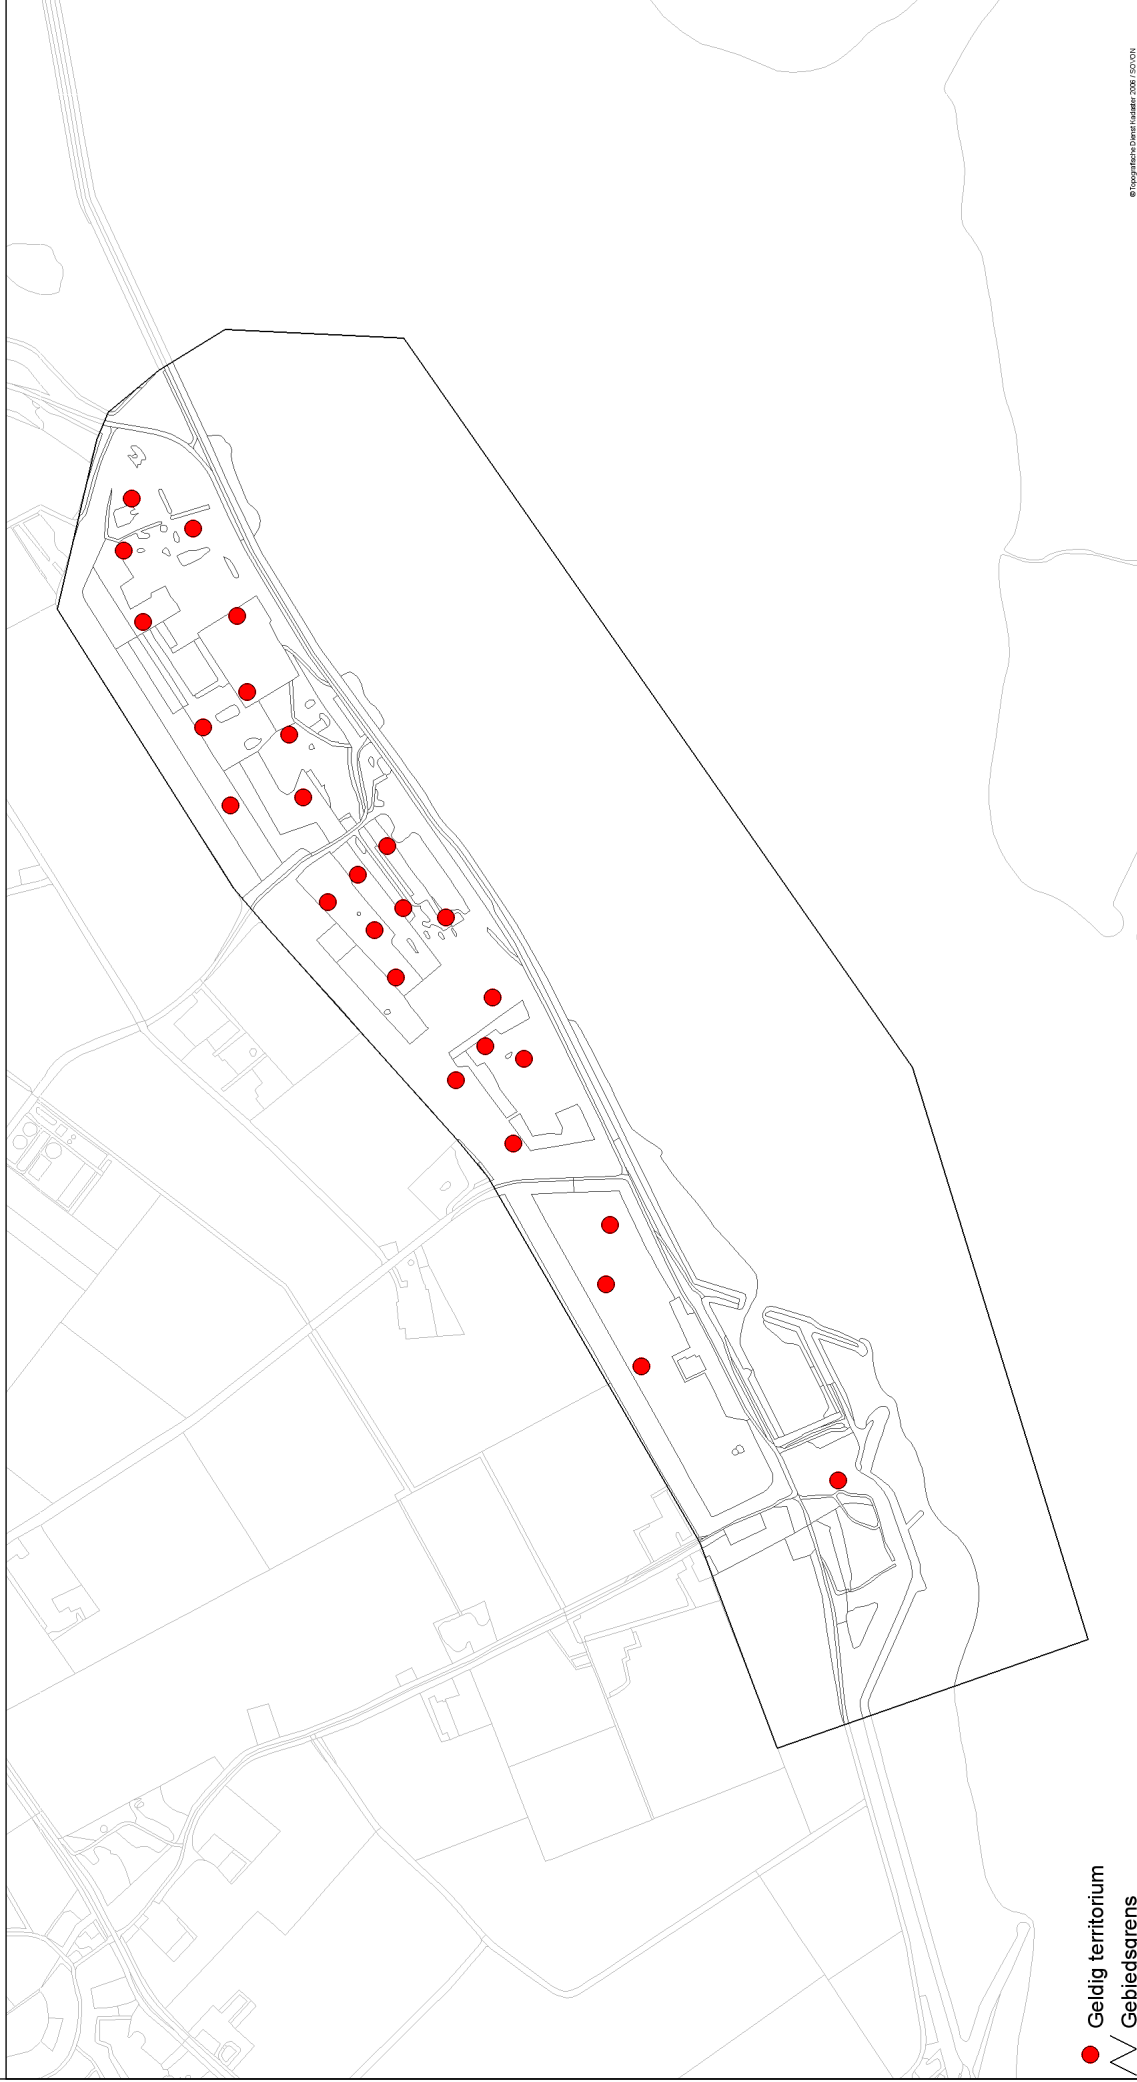 Geldig territorium
Gebiedsgrens
© Topografische Dienst Kadaster 2006 / SOVON